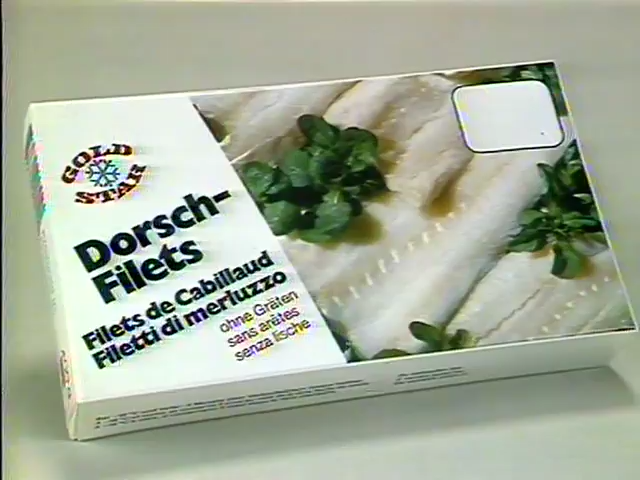 GOLD
STAR
Dorsch-
Filets
Filets de Cabillaud
Filetti di merluzzo
ohne Gräten
sans arêtes
senza lische